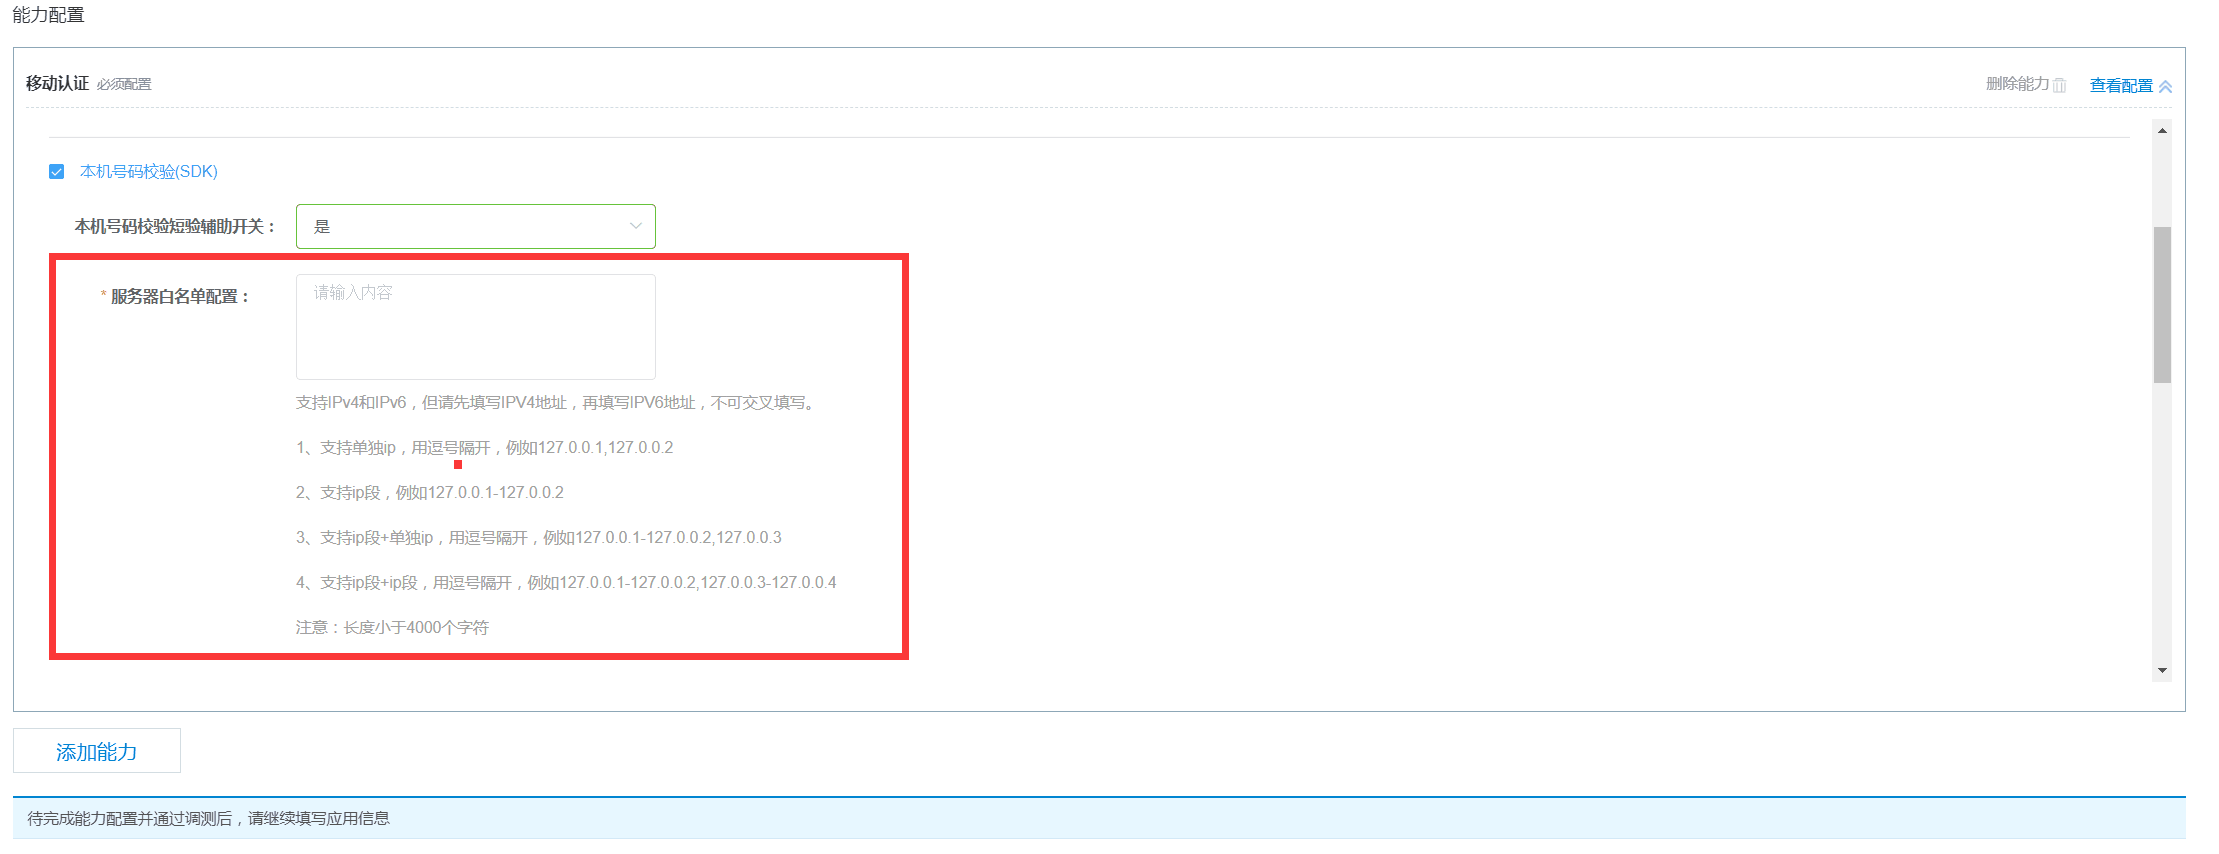 能力配置
移动认证 必须配置 删除能力 查看配置
本机号码校验(SDK)
本机号码校验短验辅助开关： 是
* 服务器白名单配置： 请输入内容
支持IPv4和IPv6，但请先填写IPV4地址，再填写IPV6地址，不可交叉填写。
1、支持单独ip，用逗号隔开，例如127.0.0.1,127.0.0.2
2、支持ip段，例如127.0.0.1-127.0.0.2
3、支持ip段+单独ip，用逗号隔开，例如127.0.0.1-127.0.0.2,127.0.0.3
4、支持ip段+ip段，用逗号隔开，例如127.0.0.1-127.0.0.2,127.0.0.3-127.0.0.4
注意：长度小于4000个字符
添加能力
待完成能力配置并通过调测后，请继续填写应用信息